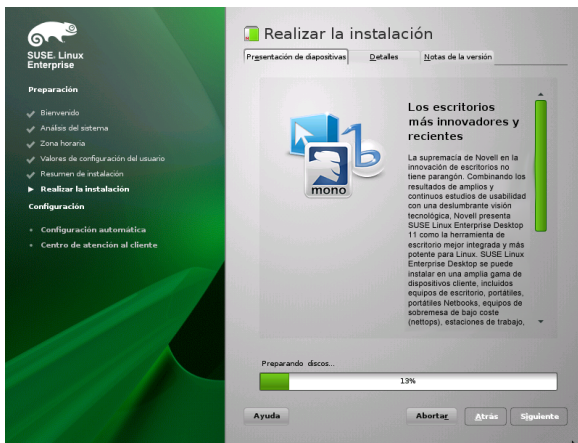 SUSE. Linux
Enterprise
Preparación
Bienvenido
Análisis del sistema
Zona horaria
Valores de configuración del usuario
Resumen de instalación
Realizar la instalación
Configuración
Configuración automática
Centro de atención al cliente
Realizar la instalación
Presentación de diapositivas
Detalles
Notas de la versión
mono
Los escritorios
más innovadores y
recientes
La supremacía de Novell en la
innovación de escritorios no
tiene parangón. Combinando los
resultados de amplios y
continuos estudios de usabilidad
con una deslumbrante visión
tecnológica, Novell presenta
SUSE Linux Enterprise Desktop
11 como la herramienta de
escritorio mejor integrada y más
potente para Linux. SUSE Linux
Enterprise Desktop se puede
instalar en una amplia gama de
dispositivos cliente, incluidos
equipos de escritorio, portátiles,
portátiles Netbooks, equipos de
sobremesa de bajo coste
(nettops), estaciones de trabajo,
Preparando discos...
13%
Ayuda
Abortar
Atrás
Siguiente